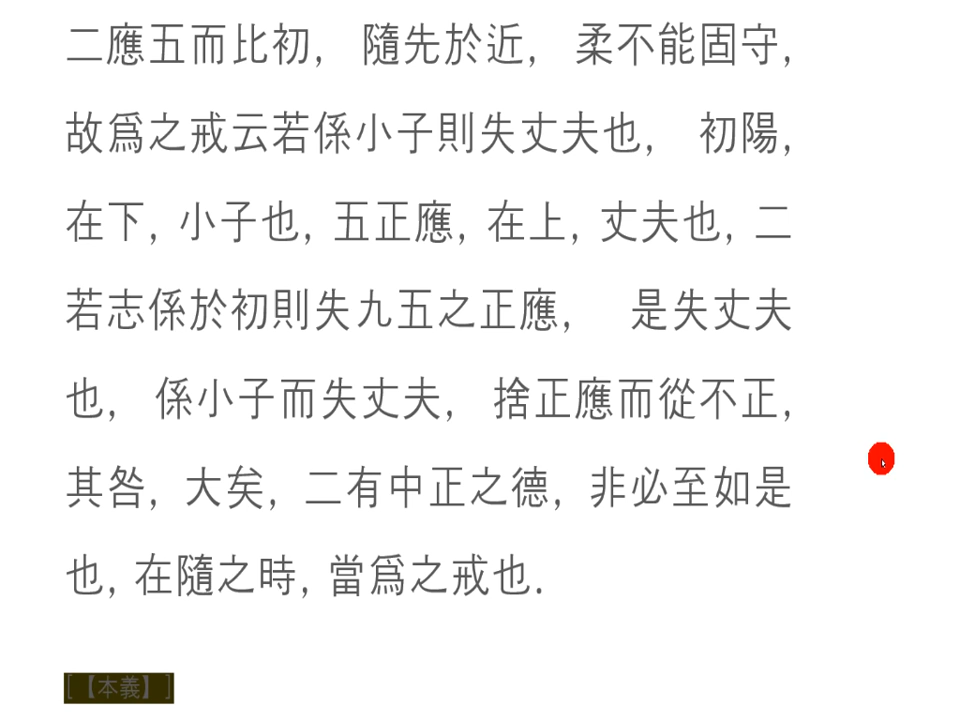 二應五而比初, 隨先於近, 柔不能固守,
故爲之戒云若係小子則失丈夫也, 初陽,
在下, 小子也, 五正應, 在上, 丈夫也, 二
若志係於初則失九五之正應, 是失丈夫
也, 係小子而失丈夫, 捨正應而從不正,
其咎, 大矣, 二有中正之德, 非必至如是
也, 在隨之時, 當爲之戒也.
[【本義】]